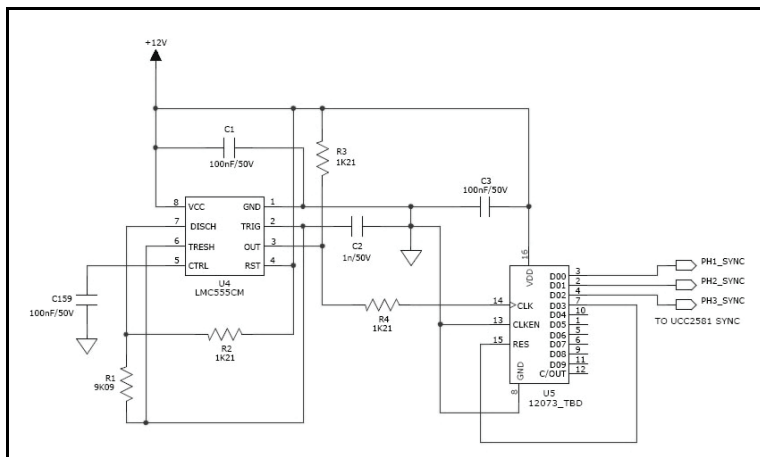 +12V
C1
100nF/50V
R3
1K21
C3
100nF/50V
8 VCC GND 1
7 DISCH TRIG 2
6 TRESH OUT 3
5 CTRL RST 4
U4
LMC555CM
C2
1n/50V
C159
100nF/50V
R2
1K21
R1
9K09
R4
1K21
16
VDD
14 CLK
13 CLKEN
15 RES
GND
8
D00 3
D01 2
D02 4
D03 7
D04 10
D05 1
D06 5
D07 6
D08 9
D09 11
C/OUT 12
U5
12073_TBD
PH1_SYNC
PH2_SYNC
PH3_SYNC
TO UCC2581 SYNC